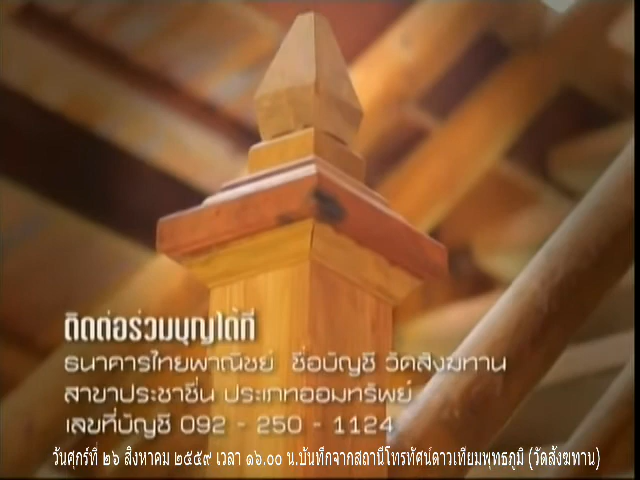 ติดต่อร่วมบุญได้ที่
ธนาคารไทยพาณิชย์ ชื่อบัญชี วัดสังฆทาน
สาขาประชาชื่น ประเภทออมทรัพย์
เลขที่บัญชี 092 - 250 - 1124
วันศุกร์ที่ ๒๖ สิงหาคม ๒๕๕๙ เวลา ๑๖.๐๐ น.บันทึกจากสถานีโทรทัศน์ดาวเทียมพุทธภูมิ (วัดสังฆทาน)